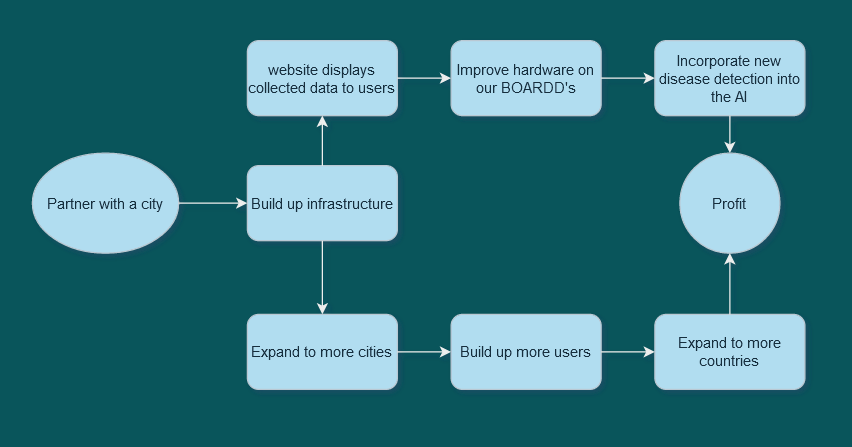 website displays
collected data to users
Improve hardware on
our BOARDD's
Incorporate new
disease detection into
the AI
Partner with a city
Build up infrastructure
Profit
Expand to more cities
Build up more users
Expand to more
countries